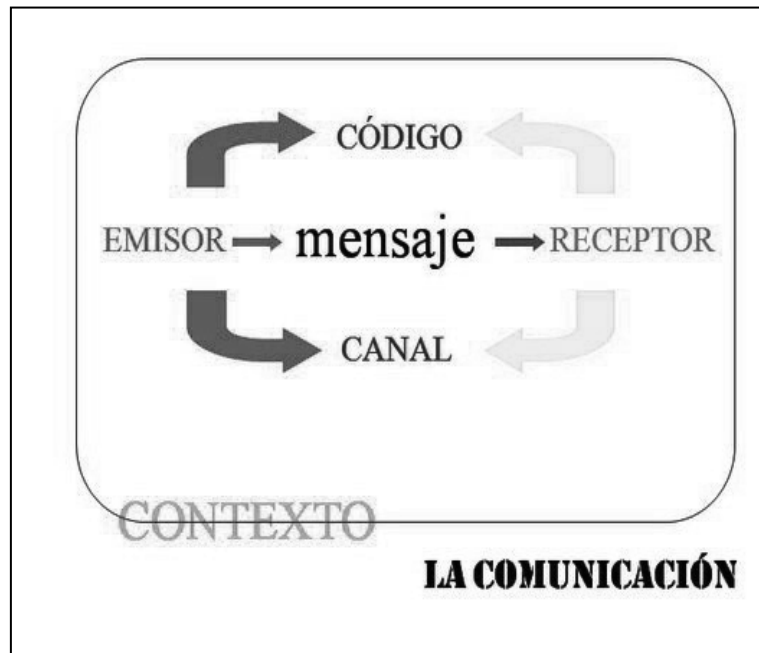 CÓDIGO
EMISOR mensaje RECEPTOR
CANAL
CONTEXTO
LA COMUNICACIÓN